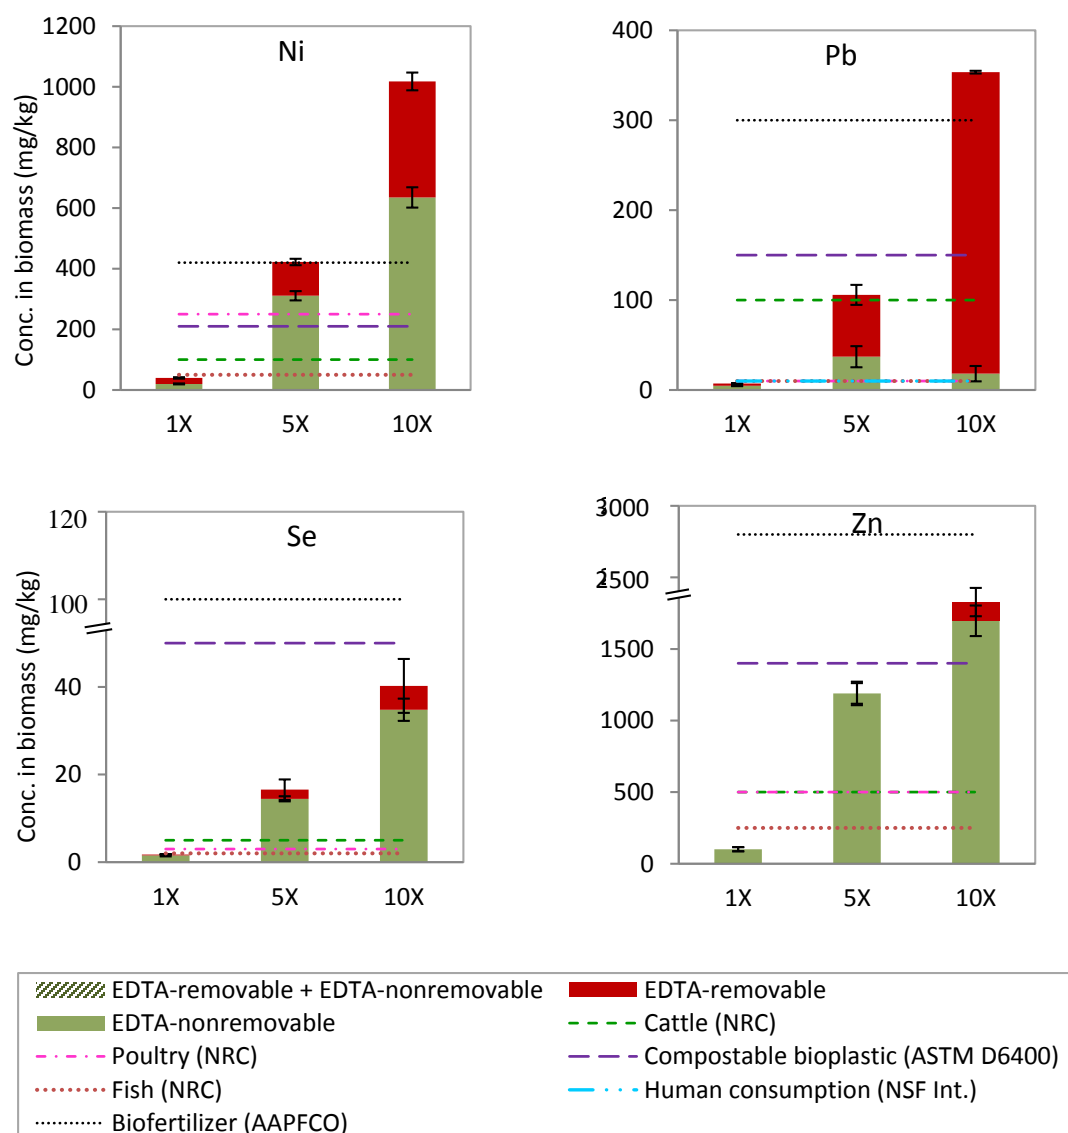 Ni
Conc. in biomass (mg/kg)
1200
1000
800
600
400
200
0
1X 5X 10X
Pb
400
300
200
100
0
1X 5X 10X
Se
Conc. in biomass (mg/kg)
120
100
40
20
0
1X 5X 10X
Zn
3000
2500
1500
1000
500
0
1X 5X 10X
EDTA-removable + EDTA-nonremovable EDTA-removable
EDTA-nonremovable Cattle (NRC)
Poultry (NRC) Compostable bioplastic (ASTM D6400)
Fish (NRC) Human consumption (NSF Int.)
Biofertilizer (AAPFCO)